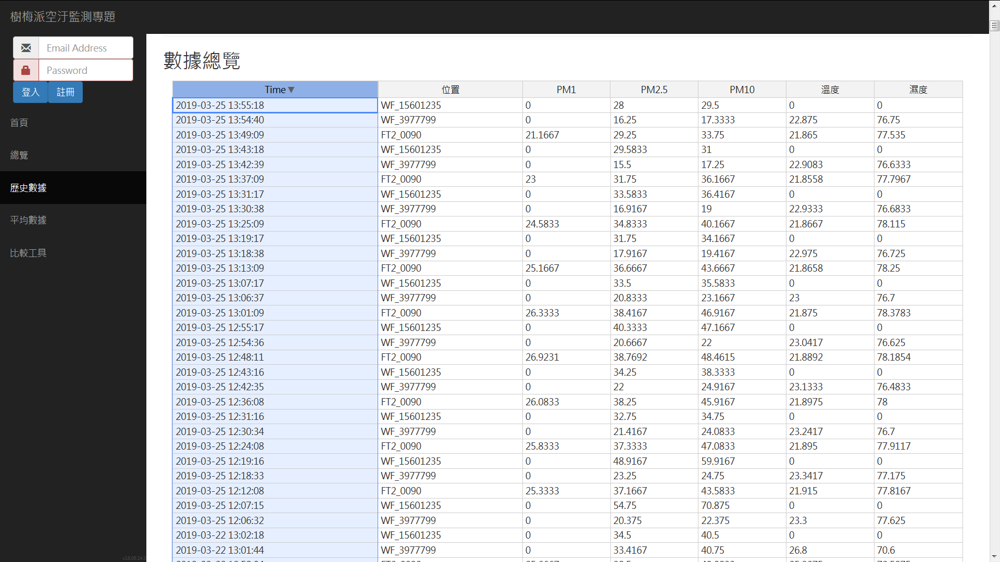 樹梅派空汙監測專題
Email Address
Password
登入 註冊
首頁
總覽
歷史數據
平均數據
比較工具
v18.06.14.3
數據總覽
Time▼ 位置 PM1 PM2.5 PM10 溫度 濕度
2019-03-25 13:55:18 WF_15601235 0 28 29.5 0 0
2019-03-25 13:54:40 WF_3977799 0 16.25 17.3333 22.875 76.75
2019-03-25 13:49:09 FT2_0090 21.1667 29.25 33.75 21.865 77.535
2019-03-25 13:43:18 WF_15601235 0 29.5833 31 0 0
2019-03-25 13:42:39 WF_3977799 0 15.5 17.25 22.9083 76.6333
2019-03-25 13:37:09 FT2_0090 23 31.75 36.1667 21.8558 77.7967
2019-03-25 13:31:17 WF_15601235 0 33.5833 36.4167 0 0
2019-03-25 13:30:38 WF_3977799 0 16.9167 19 22.9333 76.6833
2019-03-25 13:25:09 FT2_0090 24.5833 34.8333 40.1667 21.8667 78.115
2019-03-25 13:19:17 WF_15601235 0 31.75 34.1667 0 0
2019-03-25 13:18:38 WF_3977799 0 17.9167 19.4167 22.975 76.725
2019-03-25 13:13:09 FT2_0090 25.1667 36.6667 43.6667 21.8658 78.25
2019-03-25 13:07:17 WF_15601235 0 33.5 35.5833 0 0
2019-03-25 13:06:37 WF_3977799 0 20.8333 23.1667 23 76.7
2019-03-25 13:01:09 FT2_0090 26.3333 38.4167 46.9167 21.875 78.3783
2019-03-25 12:55:17 WF_15601235 0 40.3333 47.1667 0 0
2019-03-25 12:54:36 WF_3977799 0 20.6667 22 23.0417 76.625
2019-03-25 12:48:11 FT2_0090 26.9231 38.7692 48.4615 21.8892 78.1854
2019-03-25 12:43:16 WF_15601235 0 34.25 38.3333 0 0
2019-03-25 12:42:35 WF_3977799 0 22 24.9167 23.1333 76.4833
2019-03-25 12:36:08 FT2_0090 26.0833 38.25 45.9167 21.8975 78
2019-03-25 12:31:16 WF_15601235 0 32.75 34.75 0 0
2019-03-25 12:30:34 WF_3977799 0 21.4167 24.0833 23.2417 76.7
2019-03-25 12:24:08 FT2_0090 25.8333 37.3333 47.0833 21.895 77.9117
2019-03-25 12:19:16 WF_15601235 0 48.9167 59.9167 0 0
2019-03-25 12:18:33 WF_3977799 0 23.25 24.75 23.3417 77.175
2019-03-25 12:12:08 FT2_0090 25.3333 37.1667 43.5833 21.915 77.8167
2019-03-25 12:07:15 WF_15601235 0 54.75 70.875 0 0
2019-03-25 12:06:32 WF_3977799 0 20.375 22.375 23.3 77.625
2019-03-22 13:02:18 WF_15601235 0 34.5 40.5 0 0
2019-03-22 13:01:44 WF_3977799 0 33.4167 40.75 26.8 70.6